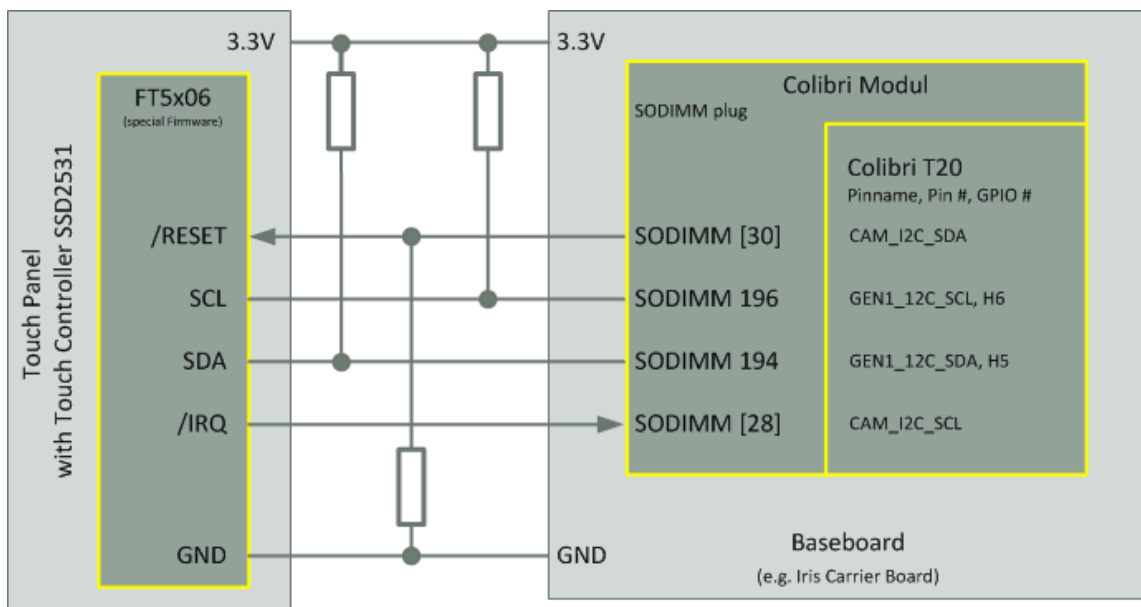 Touch Panel
with Touch Controller SSD2531
3.3V
FT5x06
(special Firmware)
/RESET
SCL
SDA
/IRQ
GND
3.3V
Colibri Modul
SODIMM plug
Colibri T20
Pinname, Pin #, GPIO #
SODIMM [30] CAM_I2C_SDA
SODIMM 196 GEN1_12C_SCL, H6
SODIMM 194 GEN1_12C_SDA, H5
SODIMM [28] CAM_I2C_SCL
GND
Baseboard
(e.g. Iris Carrier Board)